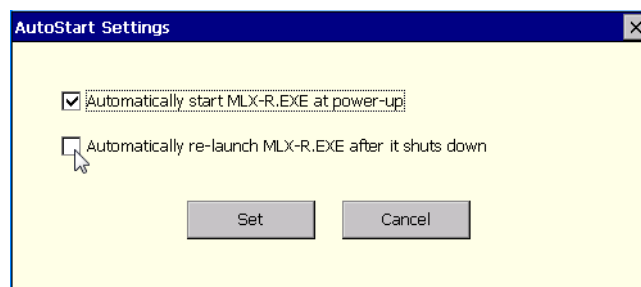 AutoStart Settings
Automatically start MLX-R.EXE at power-up
Automatically re-launch MLX-R.EXE after it shuts down
Set
Cancel